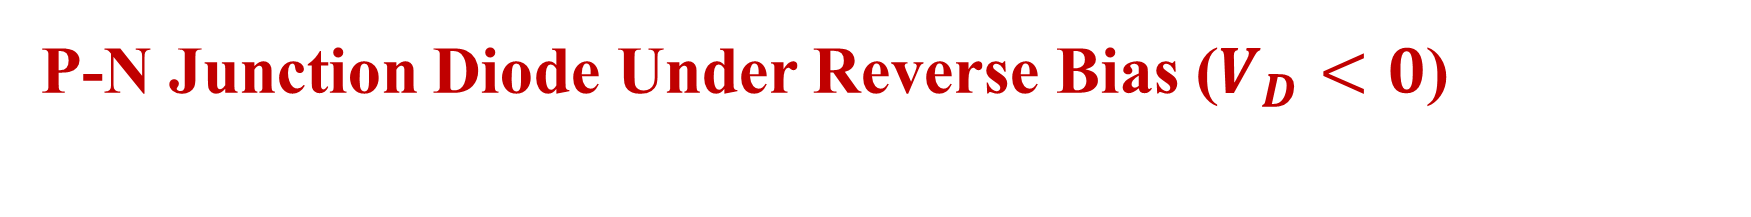 P-N Junction Diode Under Reverse Bias (V_D < 0)